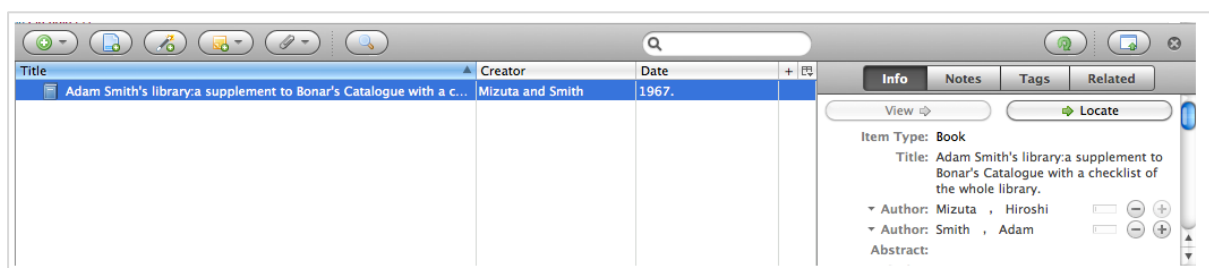 Title Creator Date +
Adam Smith's library:a supplement to Bonar's Catalogue with a c... Mizuta and Smith 1967.
Info Notes Tags Related
View Locate
Item Type: Book
Title: Adam Smith's library:a supplement to
Bonar's Catalogue with a checklist of
the whole library.
Author: Mizuta , Hiroshi
Author: Smith , Adam
Abstract: